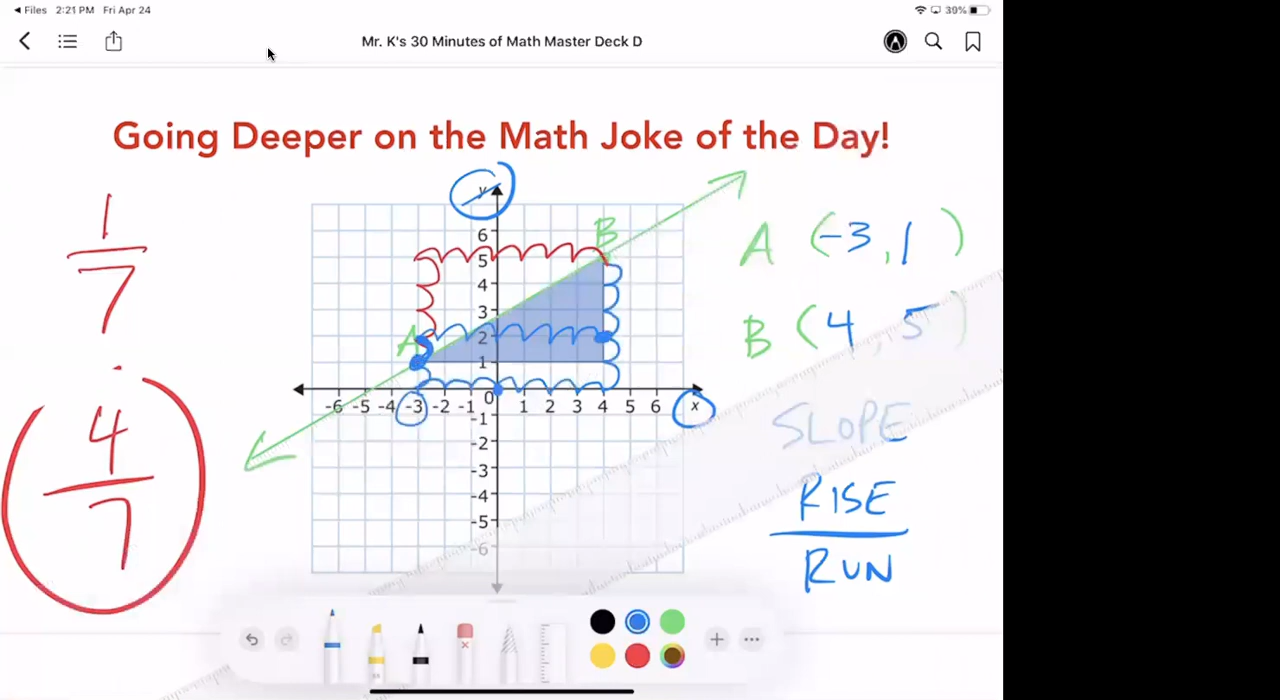 Files 2:21 PM Fri Apr 24 39%
Mr. K's 30 Minutes of Math Master Deck D
Going Deeper on the Math Joke of the Day!
1
7
4
7
y
6
5
4
3
2
1
0
-6 -5 -4 -3 -2 -1 1 2 3 4 5 6 x
-1
-2
-3
-4
-5
-6
A
B
A (-3,1)
B (4,5)
SLOPE
RISE
RUN